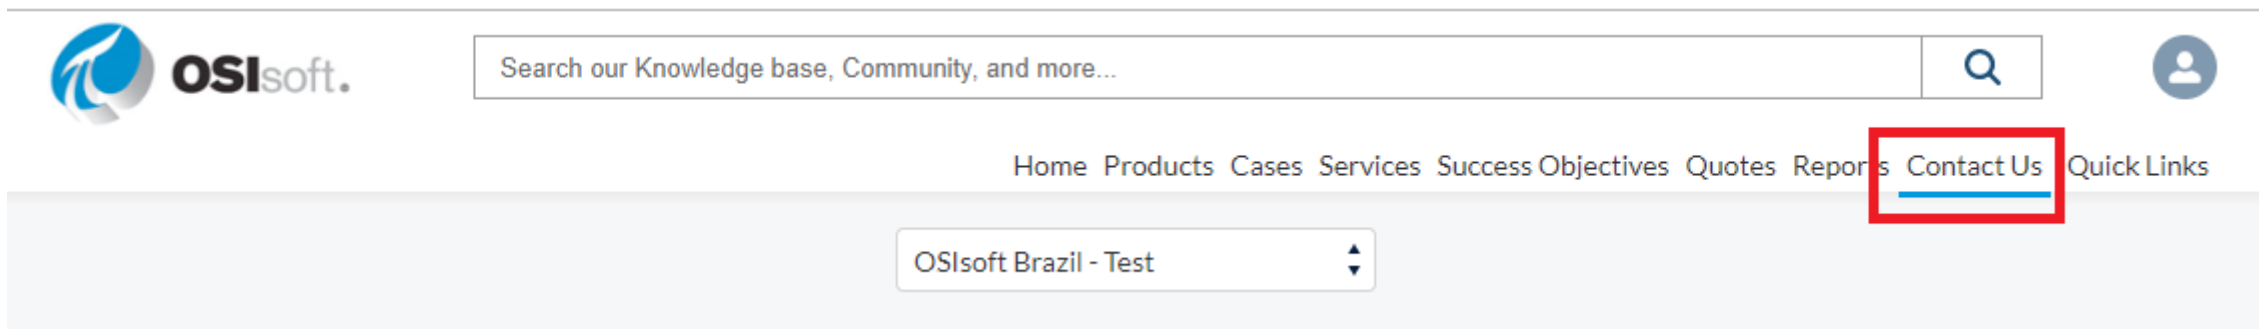 OSIsoft.
Search our Knowledge base, Community, and more...
Home Products Cases Services Success Objectives Quotes Reports Contact Us Quick Links
OSIsoft Brazil - Test